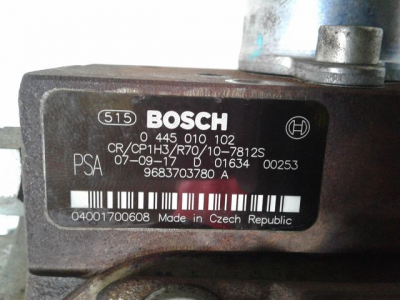 515 BOSCH
0 445 010 102
CR/CP1H3/R70/10-7812S
PSA 07-09-17 D 01634 00253
9683703780 A
04001700608 Made in Czech Republic